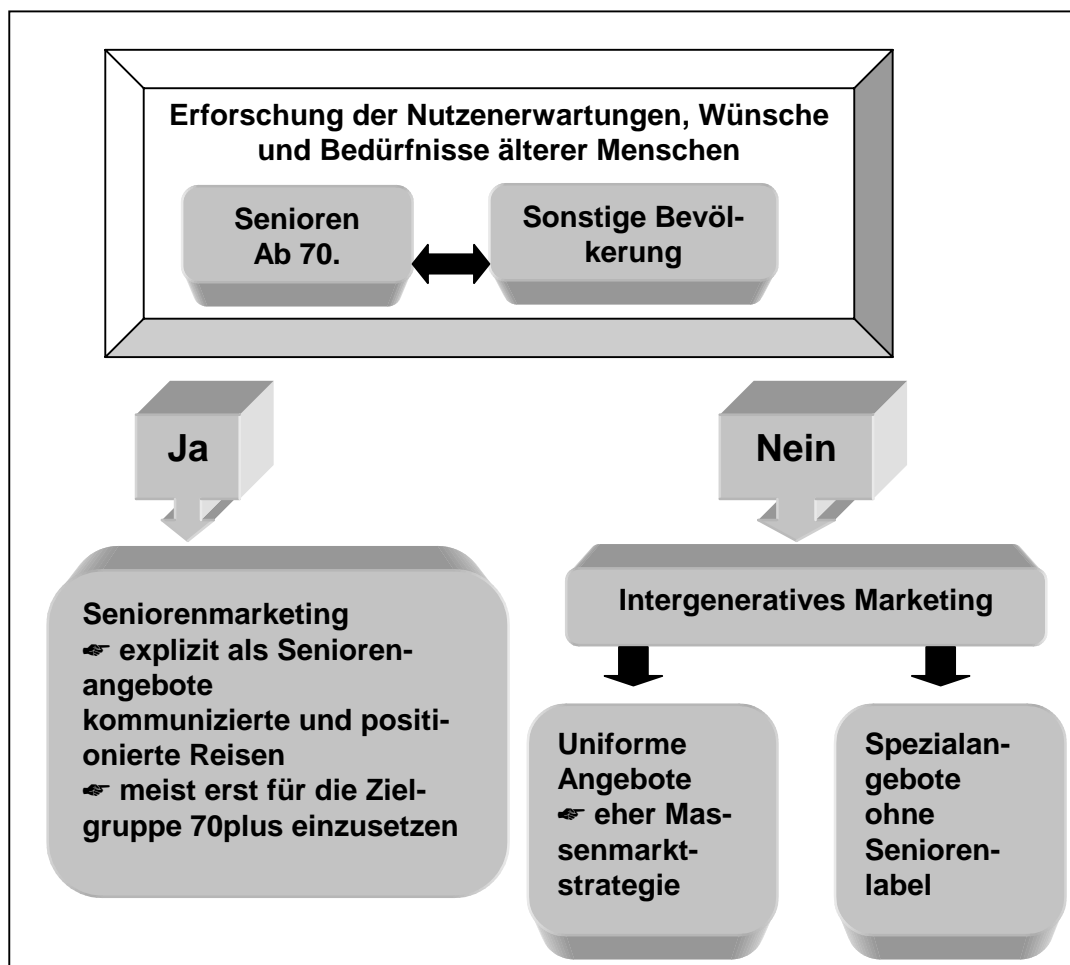 Erforschung der Nutzenerwartungen, Wünsche
und Bedürfnisse älterer Menschen
Senioren
Ab 70.
Sonstige Bevöl-
kerung
Ja
Nein
Seniorenmarketing
☛ explizit als Senioren-
angebote
kommunizierte und positi-
onierte Reisen
☛ meist erst für die Ziel-
gruppe 70plus einzusetzen
Intergeneratives Marketing
Uniforme
Angebote
☛ eher Mas-
senmarkt-
strategie
Spezialan-
gebote
ohne
Senioren-
label